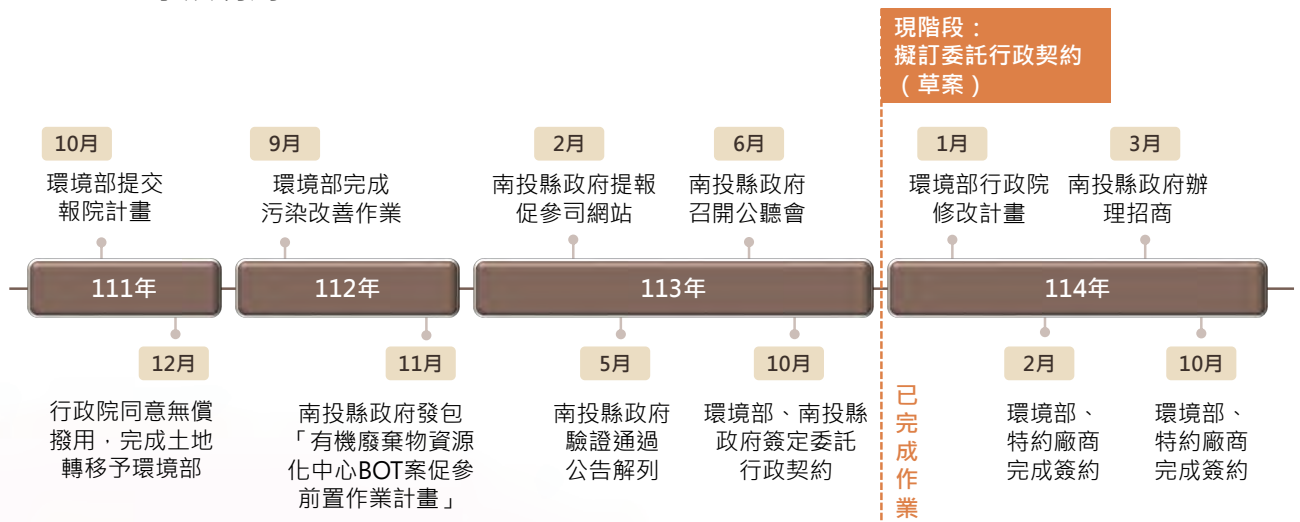 現階段：
擬訂委託行政契約
（草案）
10月
環境部提交
報院計畫
9月
環境部完成
污染改善作業
2月
南投縣政府提報
促參司網站
6月
南投縣政府
召開公聽會
1月
環境部行政院
修改計畫
3月
南投縣政府辦
理招商
111年
112年
113年
114年
12月
行政院同意無償
撥用，完成土地
轉移予環境部
11月
南投縣政府發包
「有機廢棄物資源
化中心BOT案促參
前置作業計畫」
5月
南投縣政府
驗證通過
公告解列
10月
環境部、南投縣
政府簽定委託
行政契約
已完成作業
2月
環境部、
特約廠商
完成簽約
10月
環境部、
特約廠商
完成簽約